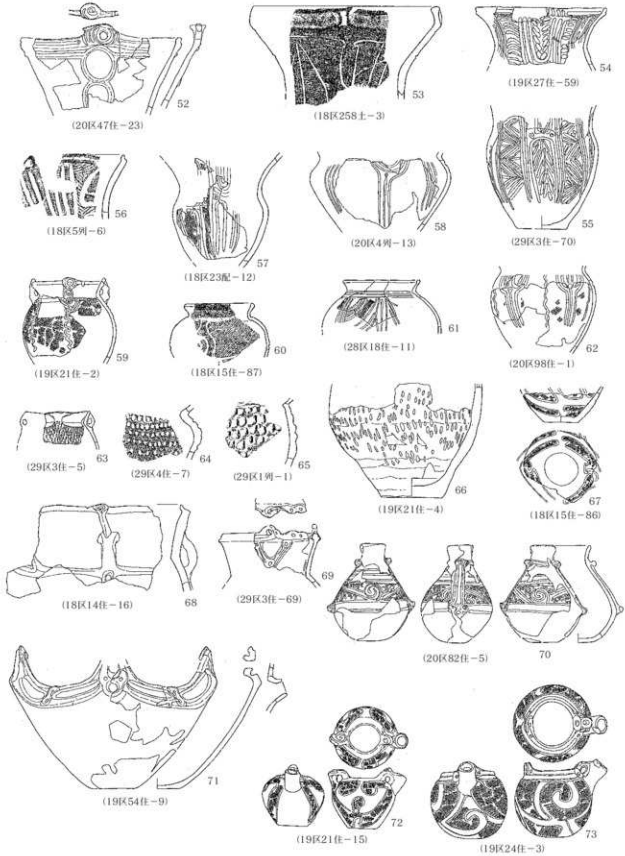 52
(20区47住－23)
53
(18区258土－3)
54
(19区27住－59)
55
(29区3住－70)
56
(18区5列－6)
57
(18区23配－12)
58
(20区4列－13)
59
(19区21住－2)
60
(18区15住－87)
61
(28区18住－11)
62
(20区98住－1)
63
(29区3住－5)
64
(29区4住－7)
65
(29区1列－1)
66
(19区21住－4)
67
(18区15住－86)
68
(18区14住－16)
69
(29区3住－69)
70
(20区82住－5)
71
(19区54住－9)
72
(19区21住－15)
73
(19区24住－3)